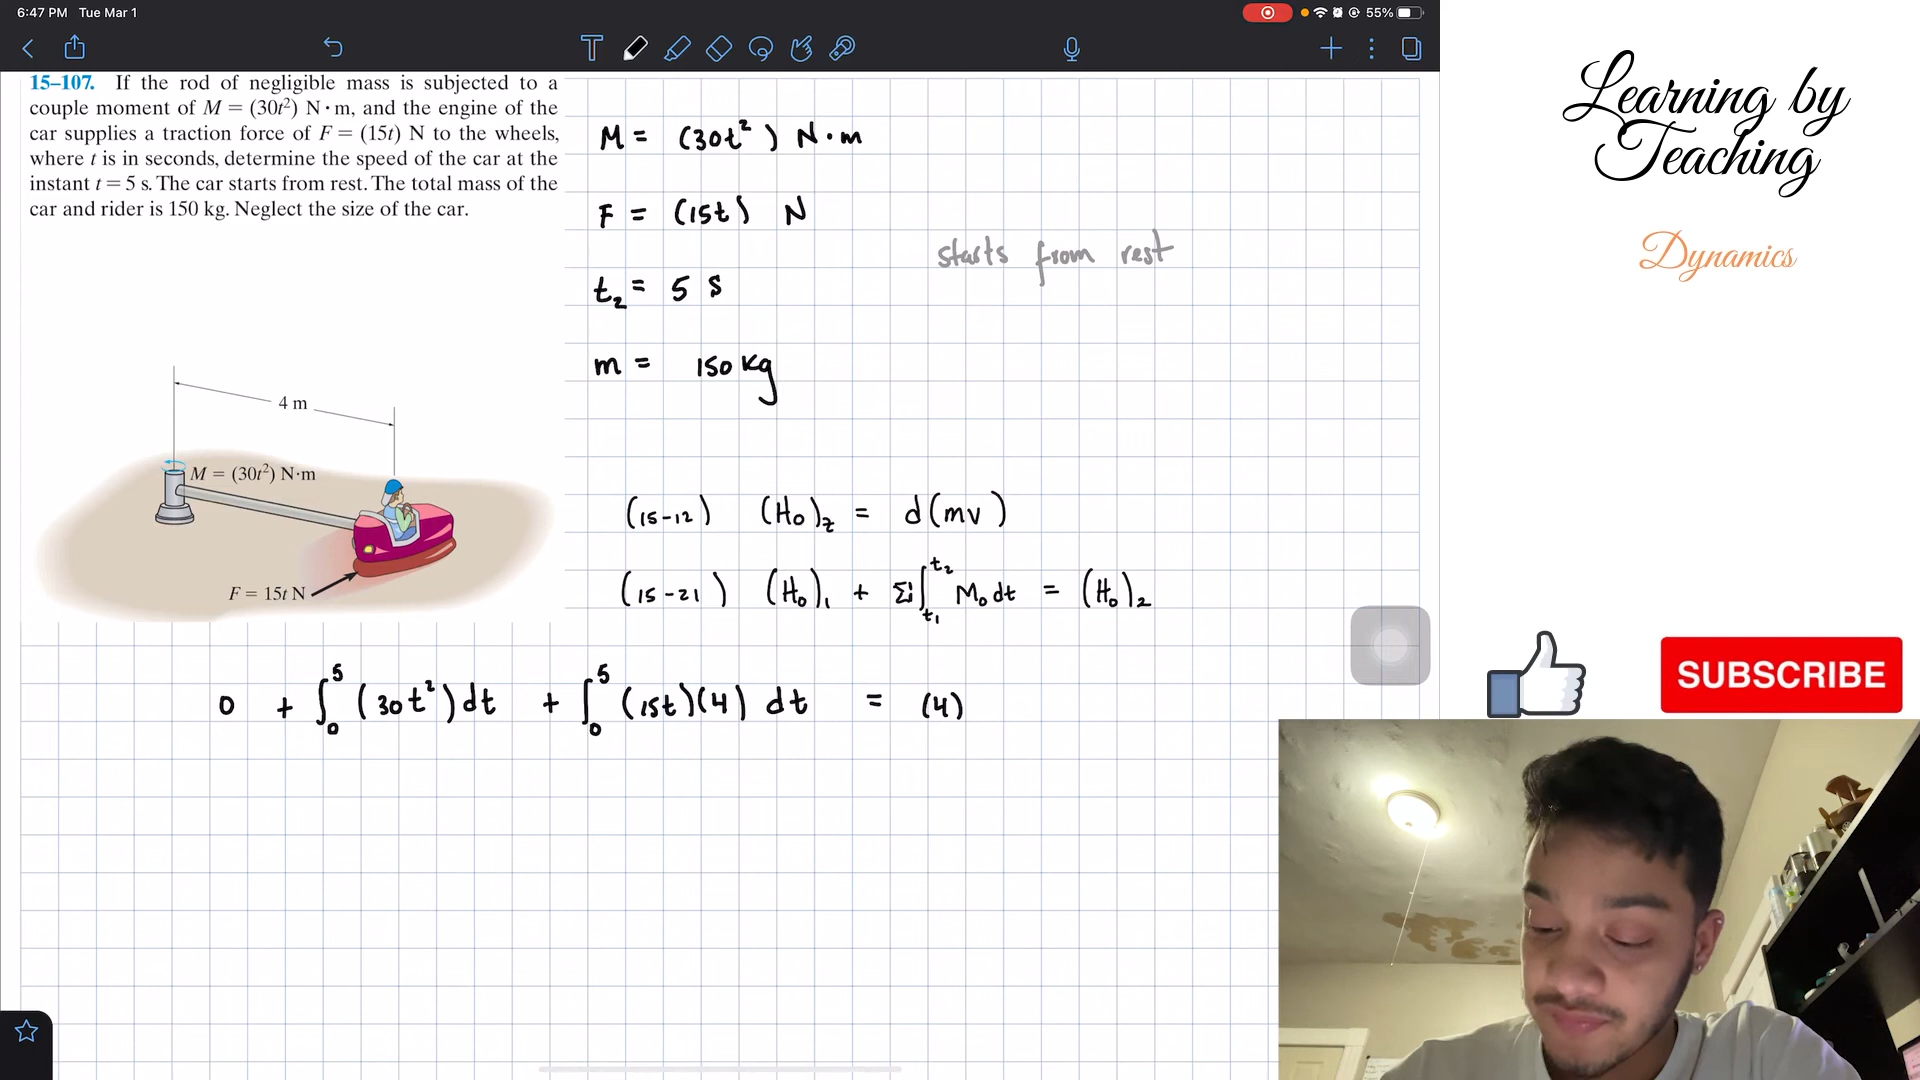 6:47 PM Tue Mar 1
55%
15–107. If the rod of negligible mass is subjected to a
couple moment of M = (30t²) N·m, and the engine of the
car supplies a traction force of F = (15t) N to the wheels,
where t is in seconds, determine the speed of the car at the
instant t = 5 s. The car starts from rest. The total mass of the
car and rider is 150 kg. Neglect the size of the car.
4 m
M = (30t²) N·m
F = 15t N
M = (30t²) N·m
F = (15t) N
starts from rest
t₂ = 5 s
m = 150 kg
(15-12) (H₀)z = d(mv)
(15-21) (H₀)₁ + Σ∫t₁t₂ M₀ dt = (H₀)₂
0 + ∫₀⁵ (30t²) dt + ∫₀⁵ (15t)(4) dt = (4)
Learning by
Teaching
Dynamics
SUBSCRIBE